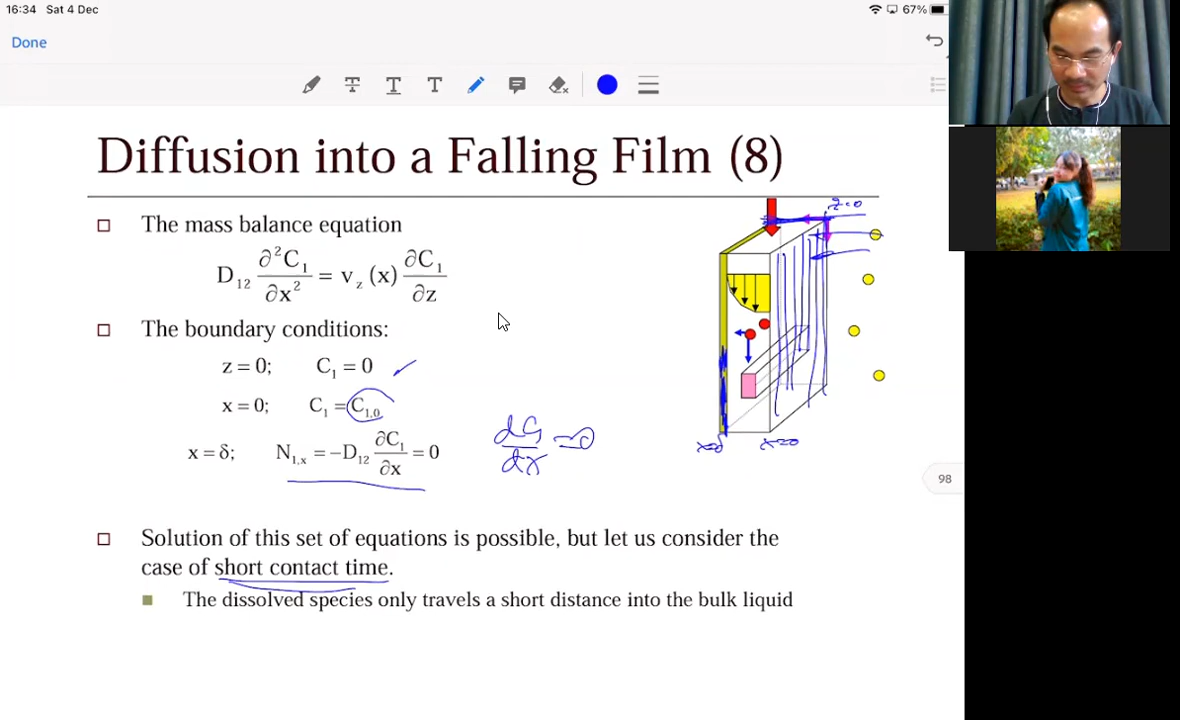 16:34 Sat 4 Dec
67%
Done
Diffusion into a Falling Film (8)
The mass balance equation
D₁₂ ∂²C₁/∂x² = v_z(x) ∂C₁/∂z
The boundary conditions:
z = 0; C₁ = 0
x = 0; C₁ = C₁,₀
x = δ; N₁,ₓ = −D₁₂ ∂C₁/∂x = 0
dC₁/dx = 0
z=0
x=δ x=0
98
Solution of this set of equations is possible, but let us consider the
case of short contact time.
The dissolved species only travels a short distance into the bulk liquid